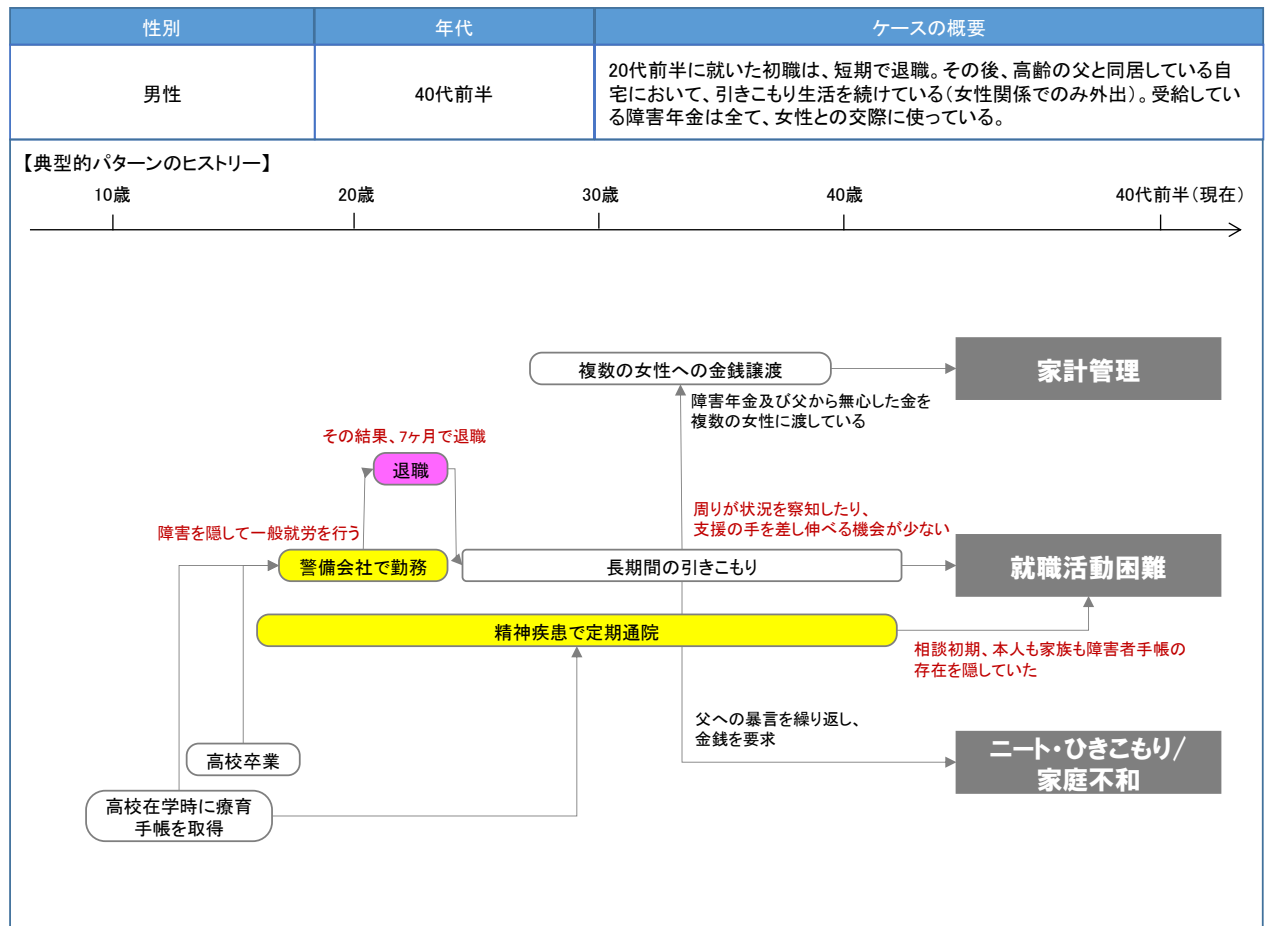 性別
年代
ケースの概要
男性
40代前半
20代前半に就いた初職は、短期で退職。その後、高齢の父と同居している自
宅において、引きこもり生活を続けている(女性関係でのみ外出)。受給してい
る障害年金は全て、女性との交際に使っている。
【典型的パターンのヒストリー】
10歳
20歳
30歳
40歳
40代前半(現在)
複数の女性への金銭譲渡
家計管理
障害年金及び父から無心した金を
複数の女性に渡している
その結果、7ヶ月で退職
退職
周りが状況を察知したり、
支援の手を差し伸べる機会が少ない
障害を隠して一般就労を行う
警備会社で勤務
長期間の引きこもり
就職活動困難
精神疾患で定期通院
相談初期、本人も家族も障害者手帳の
存在を隠していた
父への暴言を繰り返し、
金銭を要求
ニート・ひきこもり/
家庭不和
高校卒業
高校在学時に療育
手帳を取得